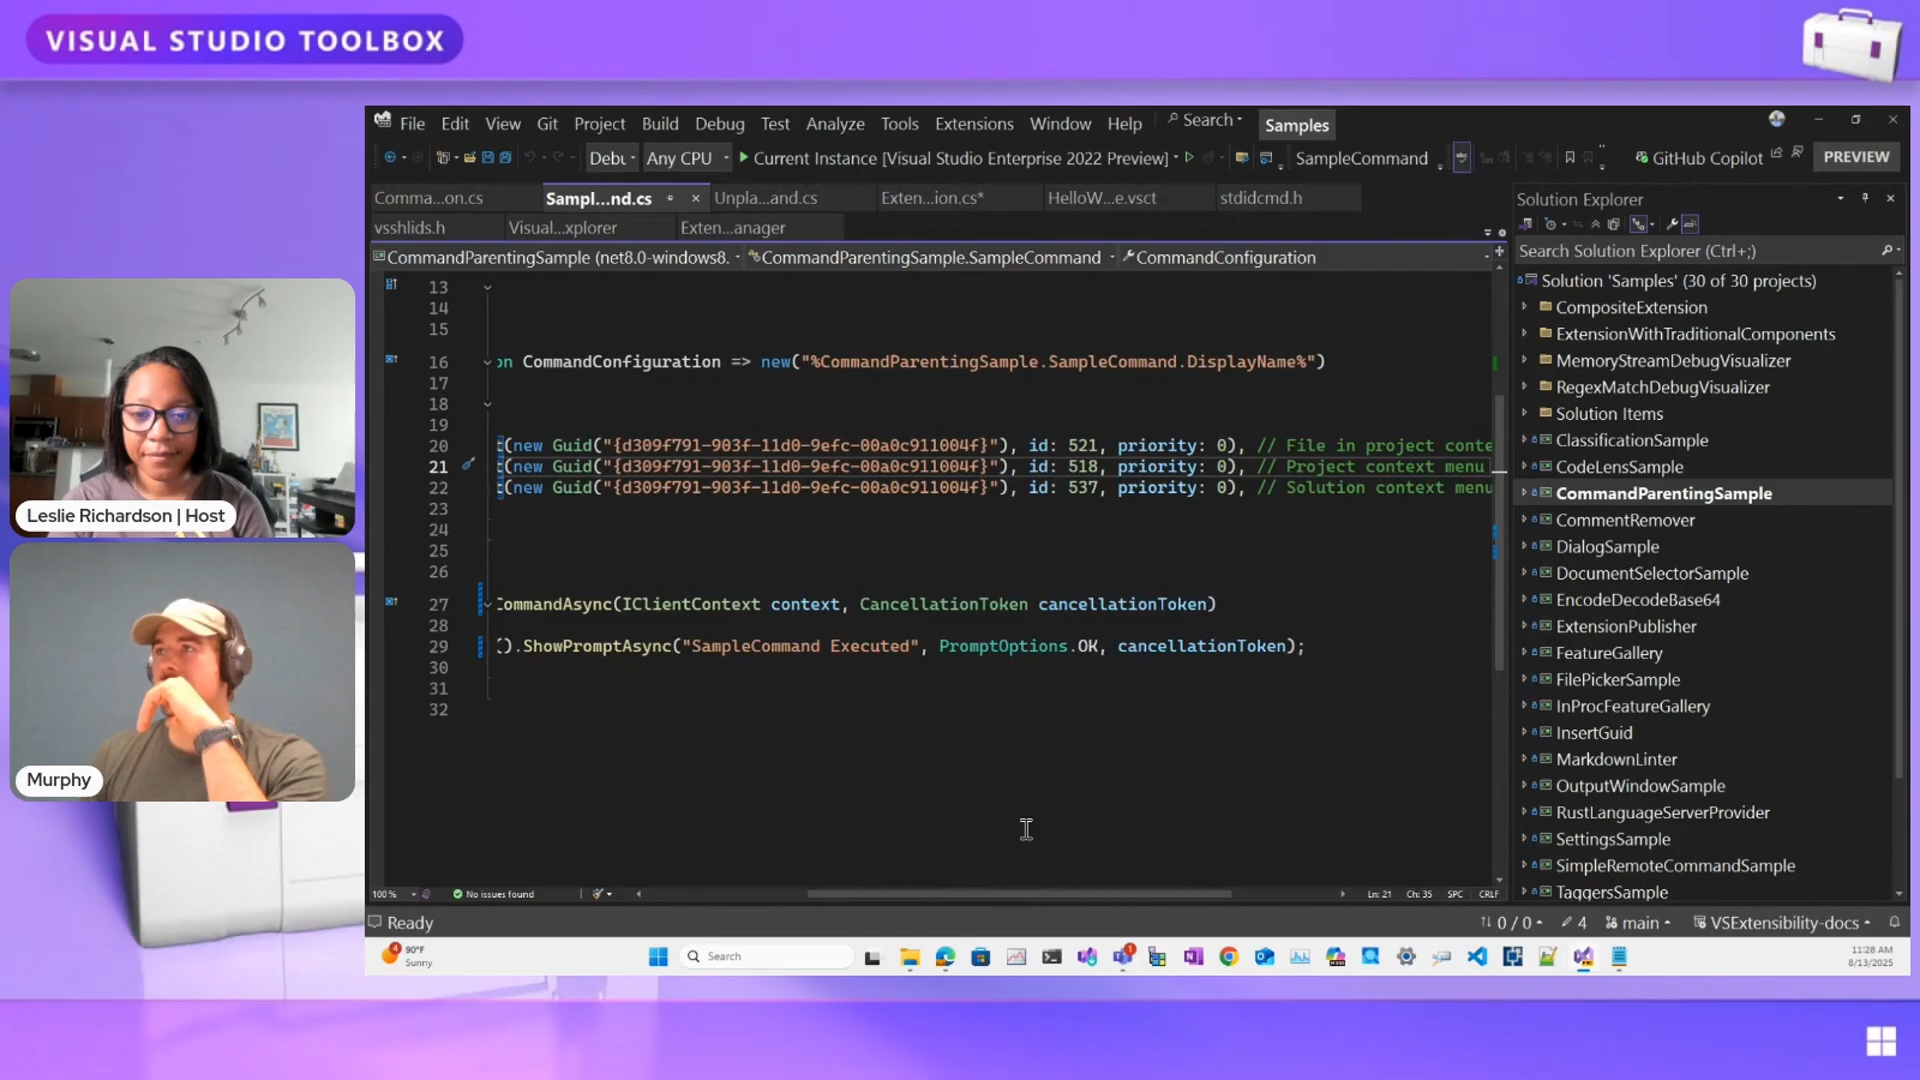 VISUAL STUDIO TOOLBOX
File Edit View Git Project Build Debug Test Analyze Tools Extensions Window Help Search Samples
Debu Any CPU Current Instance [Visual Studio Enterprise 2022 Preview] SampleCommand GitHub Copilot PREVIEW
Comma...on.cs Sampl...nd.cs Unpla...and.cs Exten...ion.cs* HelloW...e.vsct stdidcmd.h
vsshlids.h Visual...xplorer Exten...anager
CommandParentingSample (net8.0-windows8. CommandParentingSample.SampleCommand CommandConfiguration
13
14
15
16 on CommandConfiguration => new("%CommandParentingSample.SampleCommand.DisplayName%")
17
18
19
20 t(new Guid("{d309f791-903f-11d0-9efc-00a0c911004f}"), id: 521, priority: 0), // File in project conte
21 t(new Guid("{d309f791-903f-11d0-9efc-00a0c911004f}"), id: 518, priority: 0), // Project context menu
22 t(new Guid("{d309f791-903f-11d0-9efc-00a0c911004f}"), id: 537, priority: 0), // Solution context menu
23
24
25
26
27 CommandAsync(IClientContext context, CancellationToken cancellationToken)
28
29 ().ShowPromptAsync("SampleCommand Executed", PromptOptions.OK, cancellationToken);
30
31
32
100% No issues found Ln: 21 Ch: 35 SPC CRLF
Solution Explorer
Search Solution Explorer (Ctrl+;)
Solution 'Samples' (30 of 30 projects)
CompositeExtension
ExtensionWithTraditionalComponents
MemoryStreamDebugVisualizer
RegexMatchDebugVisualizer
Solution Items
ClassificationSample
CodeLensSample
CommandParentingSample
CommentRemover
DialogSample
DocumentSelectorSample
EncodeDecodeBase64
ExtensionPublisher
FeatureGallery
FilePickerSample
InProcFeatureGallery
InsertGuid
MarkdownLinter
OutputWindowSample
RustLanguageServerProvider
SettingsSample
SimpleRemoteCommandSample
TaggersSample
Ready 0 / 0 4 main VSExtensibility-docs
4 90°F
Sunny
Search
1
11:28 AM
8/13/2025
Leslie Richardson | Host
Murphy